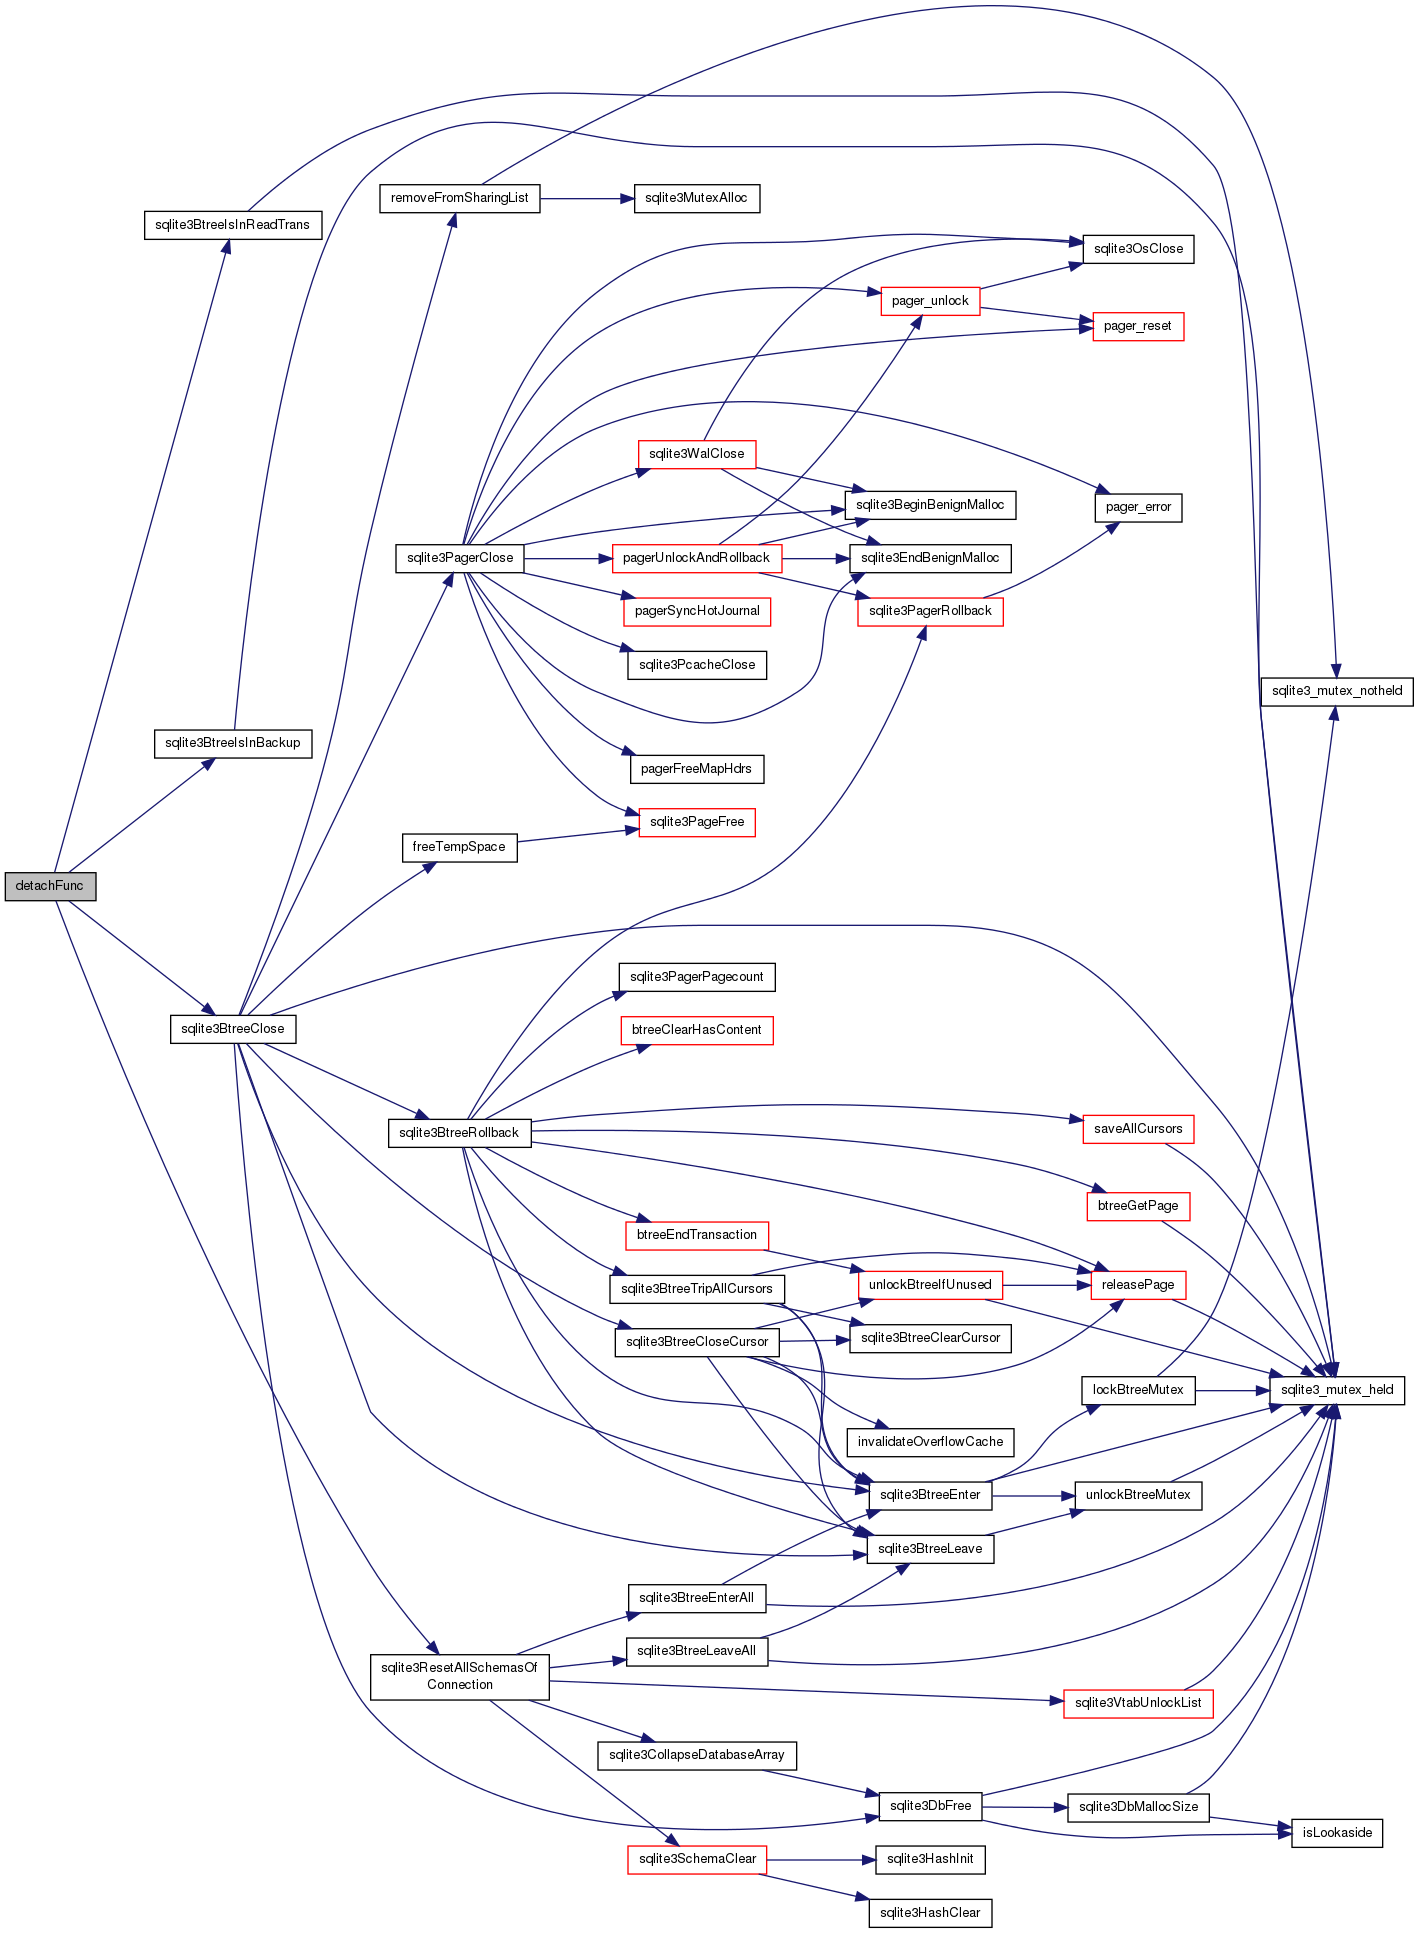 removeFromSharingList
sqlite3MutexAlloc
sqlite3BtreeIsInReadTrans
sqlite3OsClose
pager_unlock
pager_reset
sqlite3WalClose
sqlite3BeginBenignMalloc
pager_error
sqlite3PagerClose
pagerUnlockAndRollback
sqlite3EndBenignMalloc
pagerSyncHotJournal
sqlite3PagerRollback
sqlite3PcacheClose
sqlite3_mutex_notheld
sqlite3BtreeIsInBackup
pagerFreeMapHdrs
sqlite3PageFree
freeTempSpace
detachFunc
sqlite3PagerPagecount
sqlite3BtreeClose
btreeClearHasContent
sqlite3BtreeRollback
saveAllCursors
btreeGetPage
btreeEndTransaction
sqlite3BtreeTripAllCursors
unlockBtreeIfUnused
releasePage
sqlite3BtreeCloseCursor
sqlite3BtreeClearCursor
lockBtreeMutex
sqlite3_mutex_held
invalidateOverflowCache
sqlite3BtreeEnter
unlockBtreeMutex
sqlite3BtreeLeave
sqlite3BtreeEnterAll
sqlite3BtreeLeaveAll
sqlite3ResetAllSchemasOf
Connection
sqlite3VtabUnlockList
sqlite3CollapseDatabaseArray
sqlite3DbFree
sqlite3DbMallocSize
isLookaside
sqlite3SchemaClear
sqlite3HashInit
sqlite3HashClear